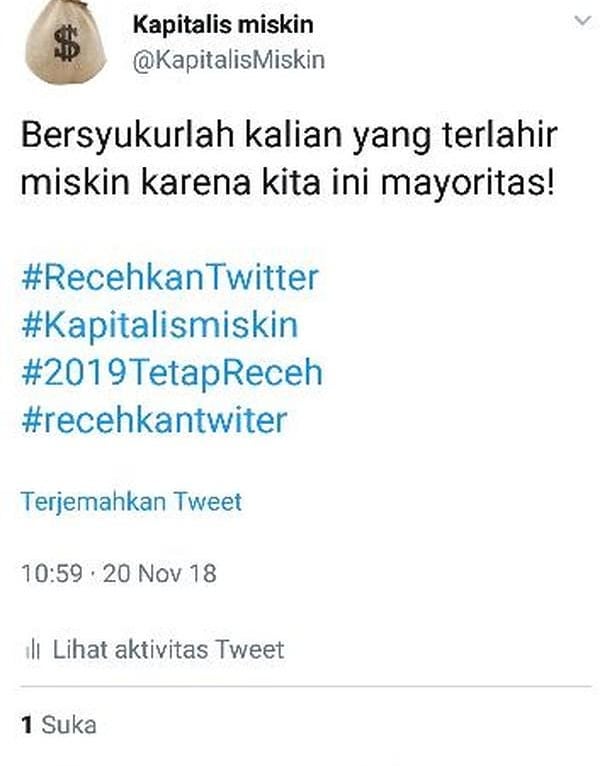 Kapitalis miskin
@KapitalisMiskin
Bersyukurlah kalian yang terlahir
miskin karena kita ini mayoritas!
#RecehkanTwitter
#Kapitalismiskin
#2019TetapReceh
#recehkantwiter
Terjemahkan Tweet
10:59 · 20 Nov 18
Lihat aktivitas Tweet
1 Suka